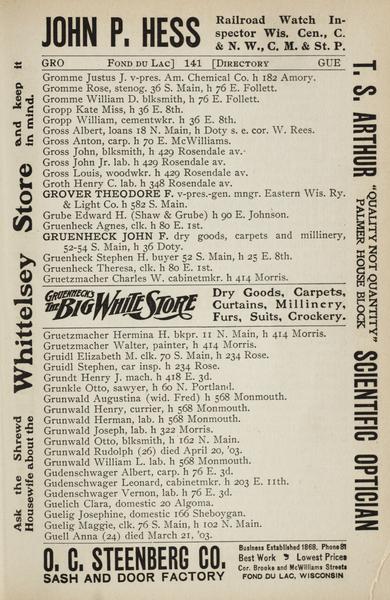 JOHN P. HESS
Railroad Watch In-
spector Wis. Cen., C.
& N. W., C. M. & St. P.
GRO FOND DU LAC] 141 [DIRECTORY GUE
Gromme Justus J. v-pres. Am. Chemical Co. h 182 Amory.
Gromme Rose, stenog. 36 S. Main, h 76 E. Follett.
Gromme William D. blksmith, h 76 E. Follett.
Gropp Kate Miss, h 36 E. 8th.
Gropp William, cementwkr. h 36 E. 8th.
Gross Albert, loans 18 N. Main, h Doty s. e. cor. W. Rees.
Gross Anton, carp. h 70 E. McWilliams.
Gross John, blksmith, h 429 Rosendale av.
Gross John Jr. lab. h 429 Rosendale av.
Gross Louis, woodwkr. h 429 Rosendale av.
Groth Henry C. lab. h 348 Rosendale av.
GROVER THEODORE F. v-pres.-gen. mngr. Eastern Wis. Ry.
& Light Co. h 582 S. Main.
Grube Edward H. (Shaw & Grube) h 90 E. Johnson.
Gruenheck Agnes, clk. h 80 E. 1st.
GRUENHECK JOHN F. dry goods, carpets and millinery,
52-54 S. Main, h 36 Doty.
Gruenheck Stephen H. buyer 52 S. Main, h 25 E. 8th.
Gruenheck Theresa, clk. h 80 E. 1st.
Gruetzmacher Charles W. cabinetmkr. h 414 Morris.
GRUENHECK'S
THE BIG WHITE STORE
Dry Goods, Carpets,
Curtains, Millinery,
Furs, Suits, Crockery.
Gruetzmacher Hermina H. bkpr. 11 N. Main, h 414 Morris.
Gruetzmacher Walter, painter, h 414 Morris.
Gruidl Elizabeth M. clk. 70 S. Main, h 234 Rose.
Gruidl Stephen, car insp. h 234 Rose.
Grundt Henry J. mach. h 418 E. 3d.
Grunkle Otto, sawyer, h 60 N. Portland.
Grunwald Augustina (wid. Fred) h 568 Monmouth.
Grunwald Henry, currier, h 568 Monmouth.
Grunwald Herman, lab. h 568 Monmouth.
Grunwald Joseph, lab. h 322 Morris.
Grunwald Otto, blksmith, h 162 N. Main.
Grunwald Rudolph (26) died April 20, '03.
Grunwald William L. lab. h 568 Monmouth.
Gudenschwager Albert, carp. h 76 E. 3d.
Gudenschwager Leonard, cabinetmkr. h 203 E. 11th.
Gudenschwager Vernon, lab. h 76 E. 3d.
Guelich Clara, domestic 20 Algoma.
Guelig Josephine, domestic 166 Sheboygan.
Guelig Maggie, clk. 76 S. Main, h 102 N. Main.
Guell Anna (24) died March 21, '03.
O. C. STEENBERG CO.
SASH AND DOOR FACTORY
Business Established 1868, Phone 81
Best Work Lowest Prices
Cor. Brooke and McWilliams Streets
FOND DU LAC, WISCONSIN
Ask the Shrewd
Housewife about the
Whittelsey Store
and keep it
in mind.
T. S. ARTHUR
"QUALITY NOT QUANTITY"
PALMER HOUSE BLOCK
SCIENTIFIC OPTICIAN